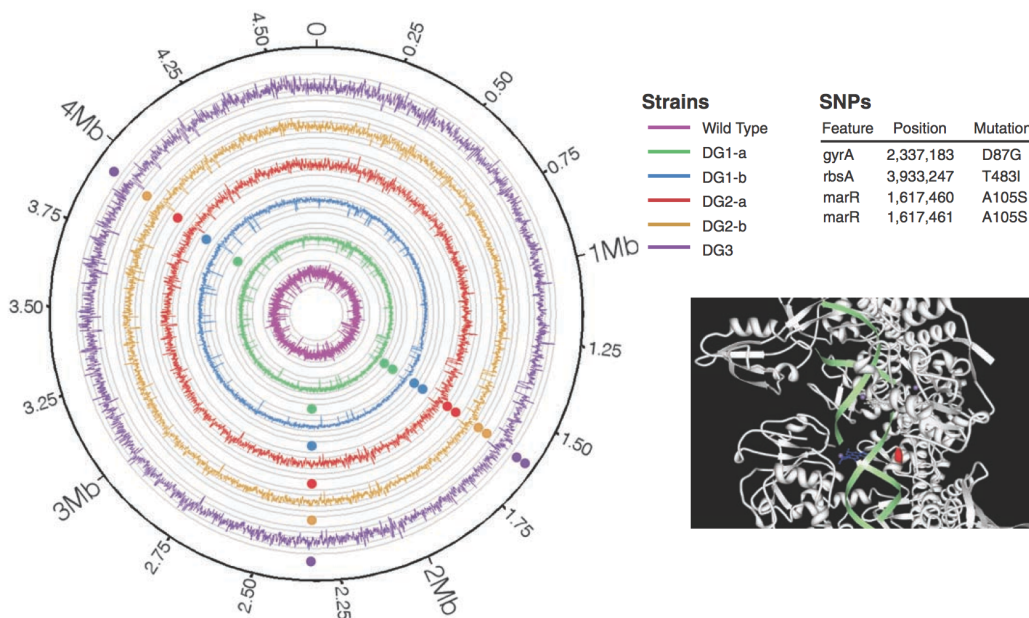 0
0.25
0.50
0.75
1Mb
1.25
1.50
1.75
2Mb
2.25
2.50
2.75
3Mb
3.25
3.50
3.75
4Mb
4.25
4.50
Strains
Wild Type
DG1-a
DG1-b
DG2-a
DG2-b
DG3
SNPs
Feature Position Mutation
gyrA 2,337,183 D87G
rbsA 3,933,247 T483I
marR 1,617,460 A105S
marR 1,617,461 A105S